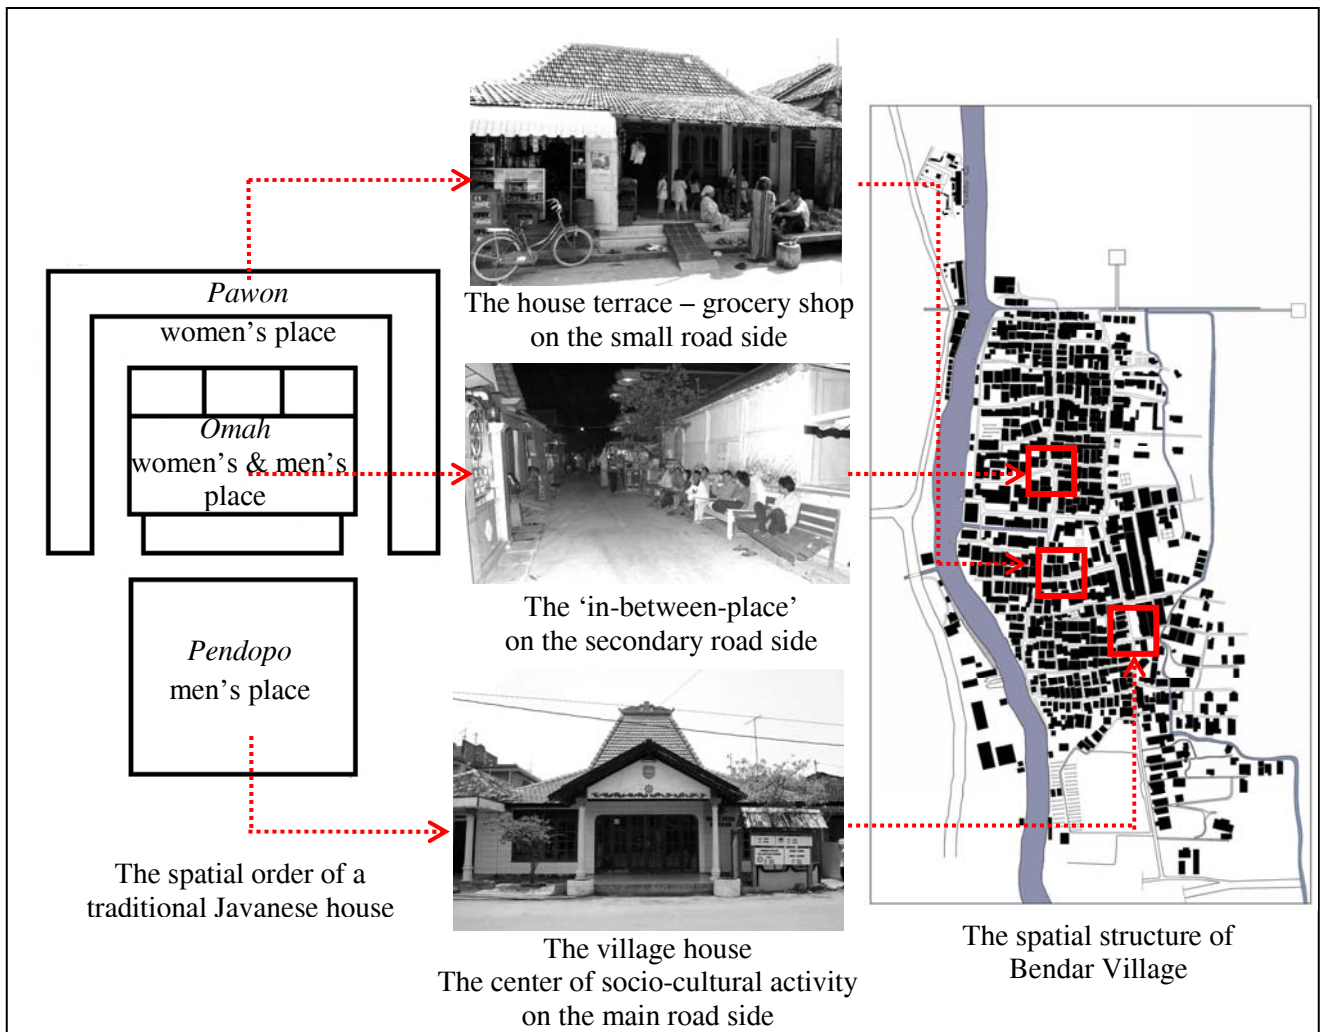 Pawon
women's place
Omah
women's & men's
place
Pendopo
men's place
The spatial order of a
traditional Javanese house
The house terrace – grocery shop
on the small road side
The 'in-between-place'
on the secondary road side
The village house
The center of socio-cultural activity
on the main road side
The spatial structure of
Bendar Village